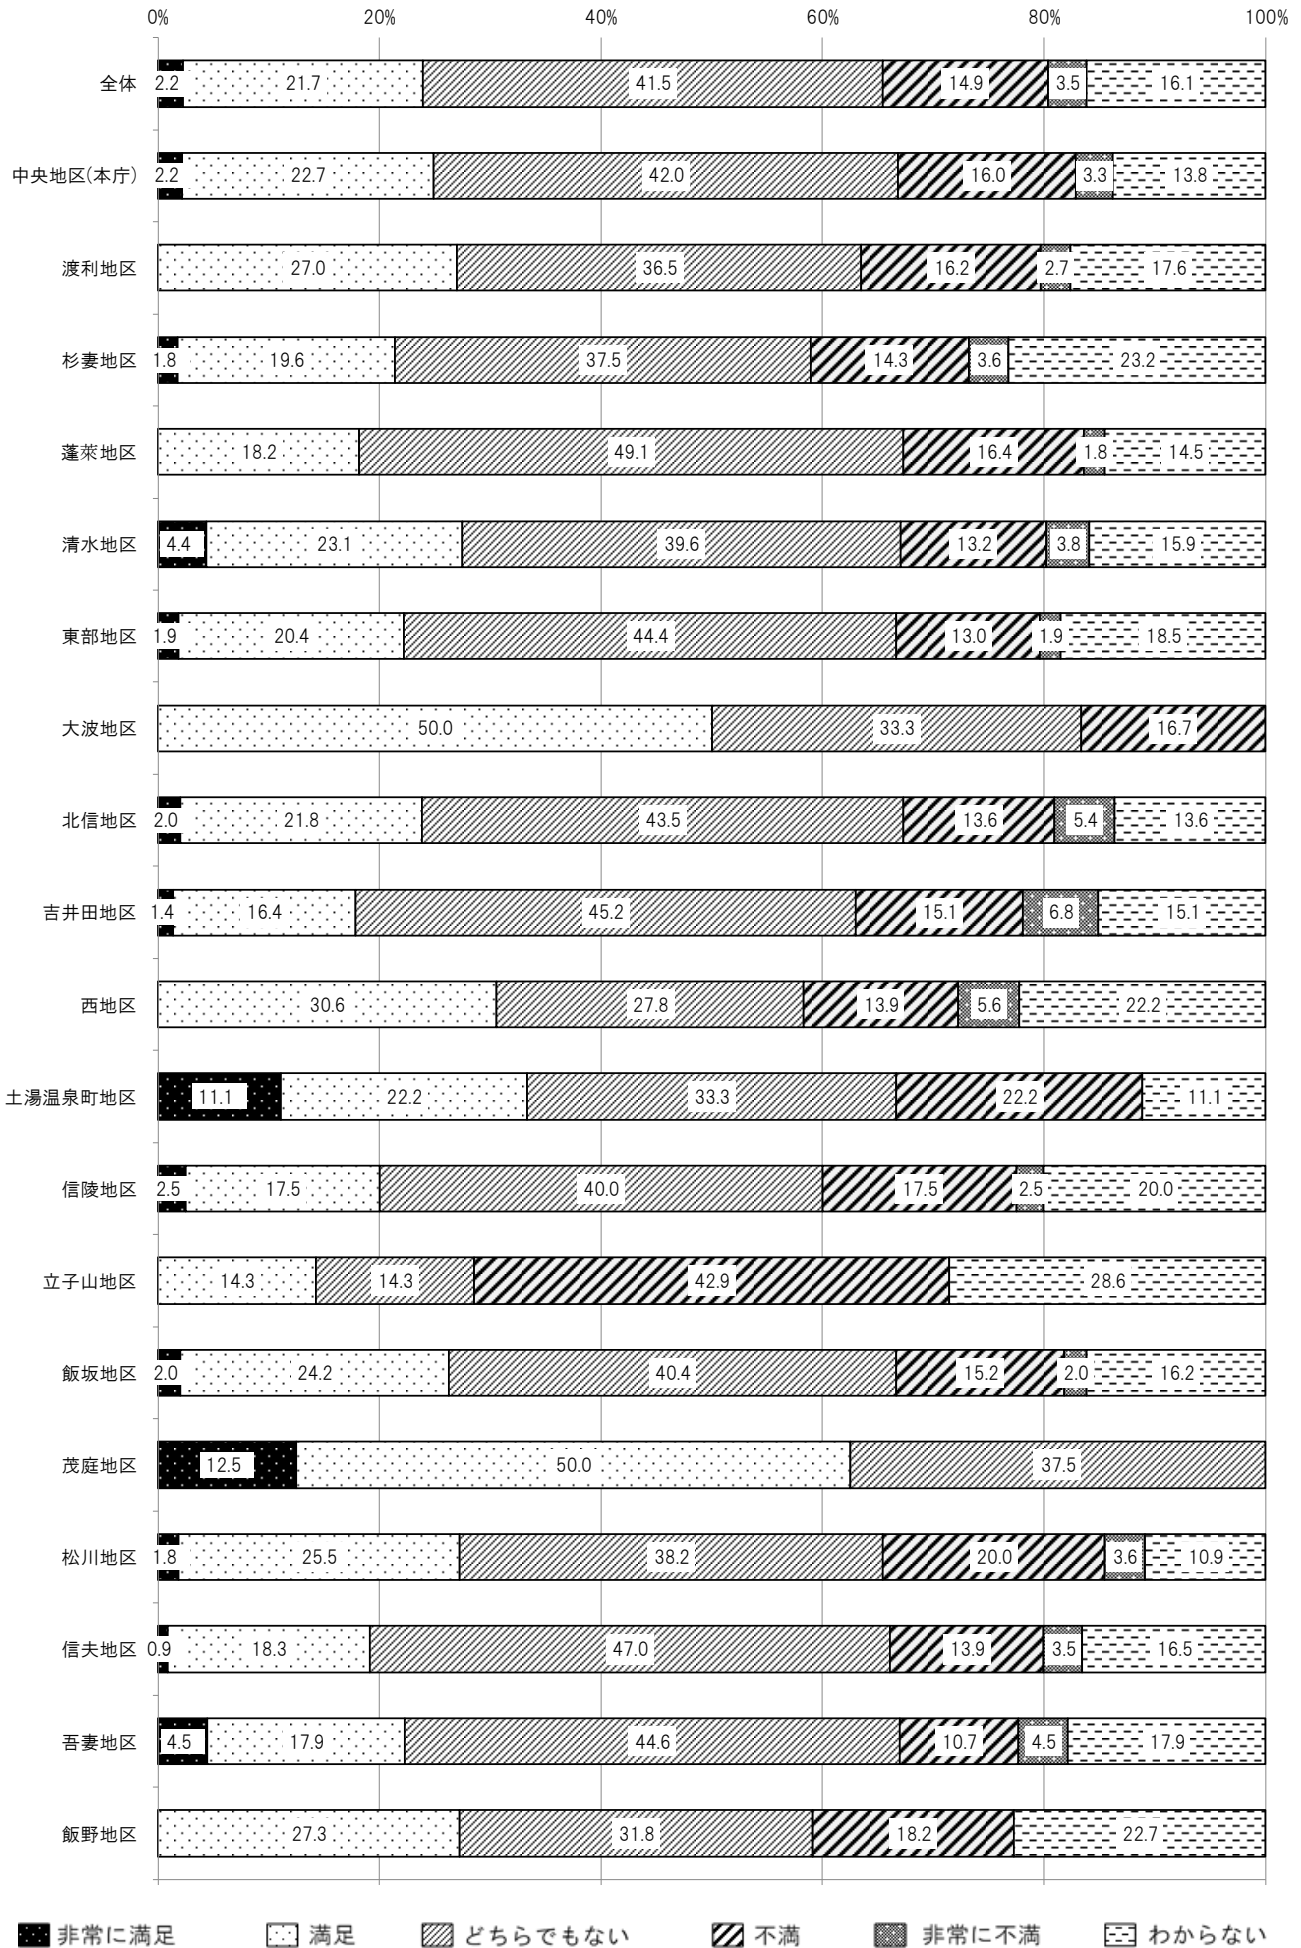 0% 20% 40% 60% 80% 100%
全体 2.2 21.7 41.5 14.9 3.5 16.1
中央地区(本庁) 2.2 22.7 42.0 16.0 3.3 13.8
渡利地区 27.0 36.5 16.2 2.7 17.6
杉妻地区 1.8 19.6 37.5 14.3 3.6 23.2
蓬萊地区 18.2 49.1 16.4 1.8 14.5
清水地区 4.4 23.1 39.6 13.2 3.8 15.9
東部地区 1.9 20.4 44.4 13.0 1.9 18.5
大波地区 50.0 33.3 16.7
北信地区 2.0 21.8 43.5 13.6 5.4 13.6
吉井田地区 1.4 16.4 45.2 15.1 6.8 15.1
西地区 30.6 27.8 13.9 5.6 22.2
土湯温泉町地区 11.1 22.2 33.3 22.2 11.1
信陵地区 2.5 17.5 40.0 17.5 2.5 20.0
立子山地区 14.3 14.3 42.9 28.6
飯坂地区 2.0 24.2 40.4 15.2 2.0 16.2
茂庭地区 12.5 50.0 37.5
松川地区 1.8 25.5 38.2 20.0 3.6 10.9
信夫地区 0.9 18.3 47.0 13.9 3.5 16.5
吾妻地区 4.5 17.9 44.6 10.7 4.5 17.9
飯野地区 27.3 31.8 18.2 22.7
非常に満足 満足 どちらでもない 不満 非常に不満 わからない